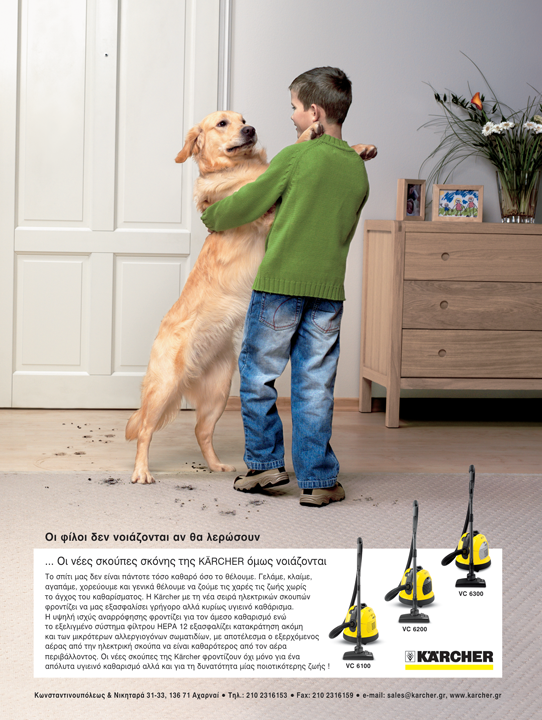 Οι φίλοι δεν νοιάζονται αν θα λερώσουν
... Οι νέες σκούπες σκόνης της KÄRCHER όμως νοιάζονται
Το σπίτι μας δεν είναι πάντοτε τόσο καθαρό όσο το θέλουμε. Γελάμε, κλαίμε,
αγαπάμε, χορεύουμε και γενικά θέλουμε να ζούμε τις χαρές τις ζωής χωρίς
το άγχος του καθαρίσματος. Η Kärcher με τη νέα σειρά ηλεκτρικών σκουπών
φροντίζει να μας εξασφαλίσει γρήγορο αλλά κυρίως υγιεινό καθάρισμα.
Η υψηλή ισχύς αναρρόφησης φροντίζει για τον άμεσο καθαρισμό ενώ
το εξελιγμένο σύστημα φίλτρου HEPA 12 εξασφαλίζει κατακράτηση ακόμη
και των μικρότερων αλλεργιογόνων σωματιδίων, με αποτέλεσμα ο εξερχόμενος
αέρας από την ηλεκτρική σκούπα να είναι καθαρότερος από τον αέρα
περιβάλλοντος. Οι νέες σκούπες της Kärcher φροντίζουν όχι μόνο για ένα
απόλυτα υγιεινό καθαρισμό αλλά και για τη δυνατότητα μίας ποιοτικότερης ζωής !
VC 6100
VC 6200
VC 6300
KÄRCHER
Κωνσταντινουπόλεως & Νικηταρά 31-33, 136 71 Αχαρναί • Τηλ.: 210 2316153 • Fax: 210 2316159 • e-mail: sales@karcher.gr, www.karcher.gr